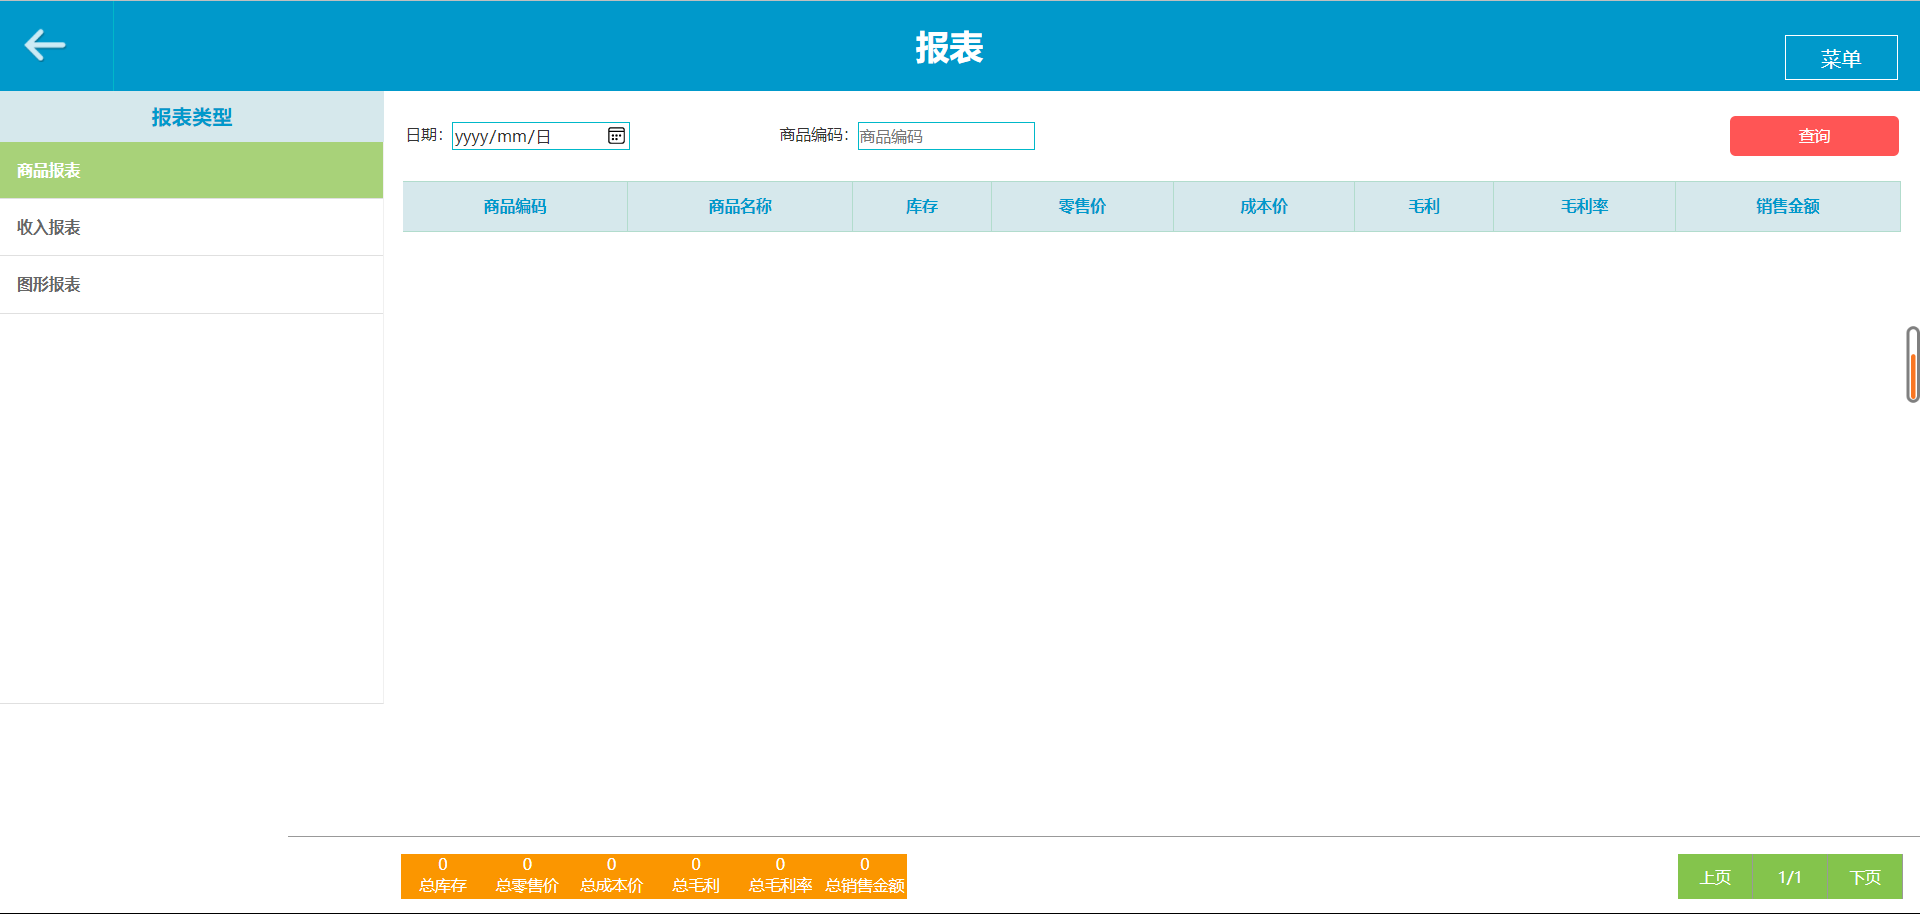 报表
菜单
报表类型
商品报表
收入报表
图形报表
日期：
yyyy/mm/日
商品编码：
商品编码
查询
商品编码 商品名称 库存 零售价 成本价 毛利 毛利率 销售金额
0 0 0 0 0 0
总库存 总零售价 总成本价 总毛利 总毛利率 总销售金额
上页 1/1 下页